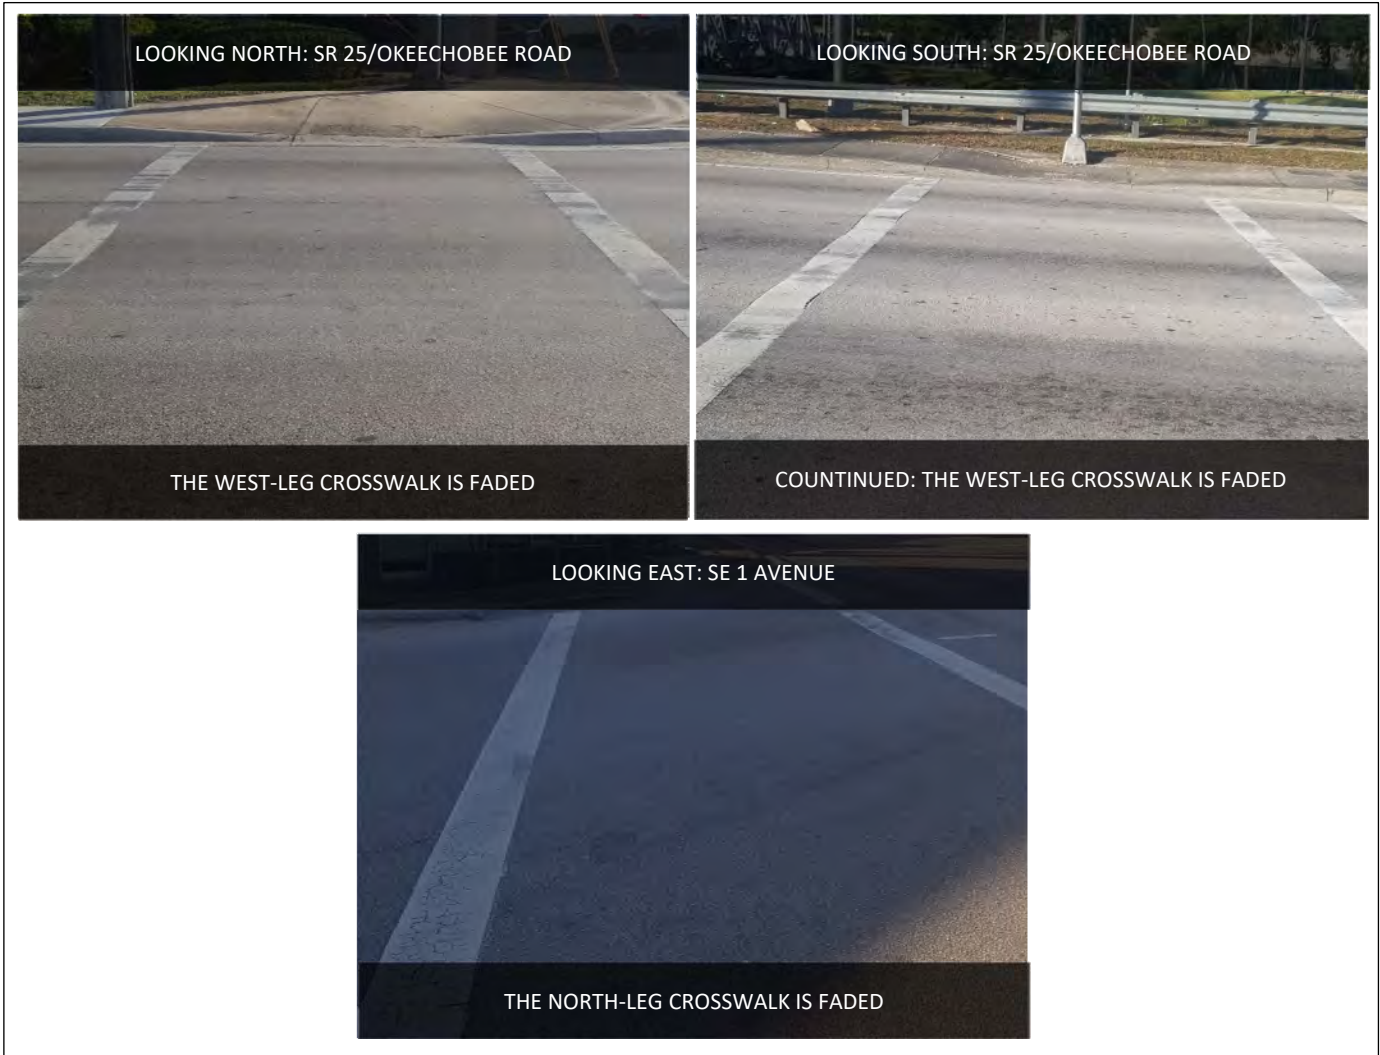 LOOKING NORTH: SR 25/OKEECHOBEE ROAD
LOOKING SOUTH: SR 25/OKEECHOBEE ROAD
THE WEST-LEG CROSSWALK IS FADED
COUNTINUED: THE WEST-LEG CROSSWALK IS FADED
LOOKING EAST: SE 1 AVENUE
THE NORTH-LEG CROSSWALK IS FADED